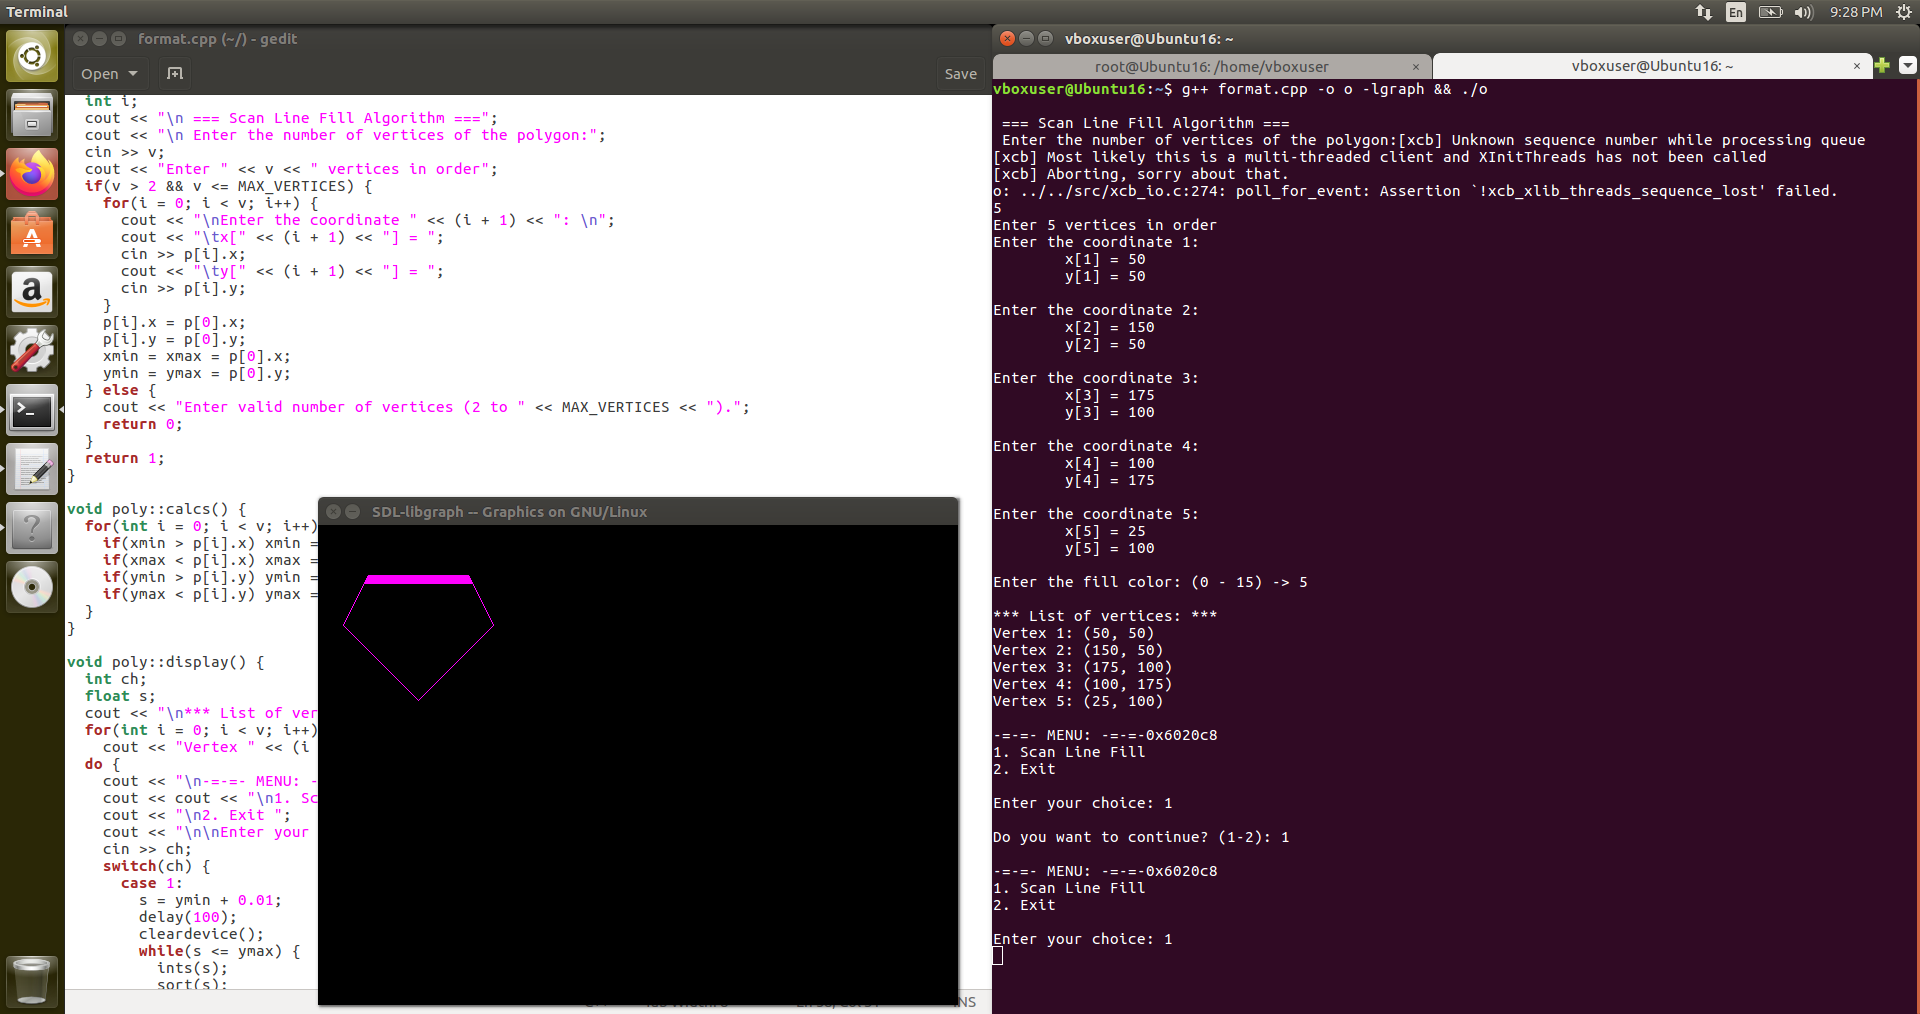 Terminal
En
9:28 PM
format.cpp (~/) - gedit
Open
Save
int i;
cout << "\n === Scan Line Fill Algorithm ===";
cout << "\n Enter the number of vertices of the polygon:";
cin >> v;
cout << "Enter " << v << " vertices in order";
if(v > 2 && v <= MAX_VERTICES) {
for(i = 0; i < v; i++) {
cout << "\nEnter the coordinate " << (i + 1) << ": \n";
cout << "\tx[" << (i + 1) << "] = ";
cin >> p[i].x;
cout << "\ty[" << (i + 1) << "] = ";
cin >> p[i].y;
}
p[i].x = p[0].x;
p[i].y = p[0].y;
xmin = xmax = p[0].x;
ymin = ymax = p[0].y;
} else {
cout << "Enter valid number of vertices (2 to " << MAX_VERTICES << ").";
return 0;
}
return 1;
}
void poly::calcs() {
for(int i = 0; i < v; i++)
if(xmin > p[i].x) xmin =
if(xmax < p[i].x) xmax =
if(ymin > p[i].y) ymin =
if(ymax < p[i].y) ymax =
}
}
void poly::display() {
int ch;
float s;
cout << "\n*** List of ver
for(int i = 0; i < v; i++)
cout << "Vertex " << (i
do {
cout << "\n-=-=- MENU: -
cout << cout << "\n1. Sc
cout << "\n2. Exit ";
cout << "\n\nEnter your
cin >> ch;
switch(ch) {
case 1:
s = ymin + 0.01;
delay(100);
cleardevice();
while(s <= ymax) {
ints(s);
sort(s);
SDL-libgraph -- Graphics on GNU/Linux
vboxuser@Ubuntu16: ~
root@Ubuntu16: /home/vboxuser
vboxuser@Ubuntu16: ~
vboxuser@Ubuntu16:~$ g++ format.cpp -o o -lgraph && ./o
=== Scan Line Fill Algorithm ===
Enter the number of vertices of the polygon:[xcb] Unknown sequence number while processing queue
[xcb] Most likely this is a multi-threaded client and XInitThreads has not been called
[xcb] Aborting, sorry about that.
o: ../../src/xcb_io.c:274: poll_for_event: Assertion `!xcb_xlib_threads_sequence_lost' failed.
5
Enter 5 vertices in order
Enter the coordinate 1:
x[1] = 50
y[1] = 50
Enter the coordinate 2:
x[2] = 150
y[2] = 50
Enter the coordinate 3:
x[3] = 175
y[3] = 100
Enter the coordinate 4:
x[4] = 100
y[4] = 175
Enter the coordinate 5:
x[5] = 25
y[5] = 100
Enter the fill color: (0 - 15) -> 5
*** List of vertices: ***
Vertex 1: (50, 50)
Vertex 2: (150, 50)
Vertex 3: (175, 100)
Vertex 4: (100, 175)
Vertex 5: (25, 100)
-=-=- MENU: -=-=-0x6020c8
1. Scan Line Fill
2. Exit
Enter your choice: 1
Do you want to continue? (1-2): 1
-=-=- MENU: -=-=-0x6020c8
1. Scan Line Fill
2. Exit
Enter your choice: 1